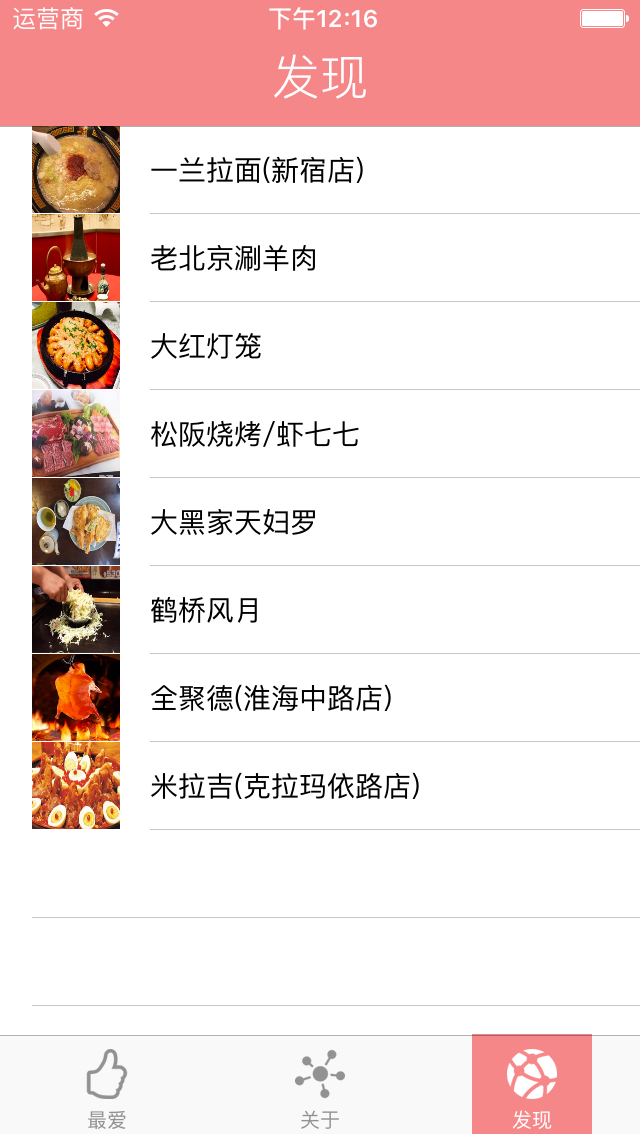 运营商 下午12:16
发现
一兰拉面(新宿店)
老北京涮羊肉
大红灯笼
松阪烧烤/虾七七
大黑家天妇罗
鹤桥风月
全聚德(淮海中路店)
米拉吉(克拉玛依路店)
最爱 关于 发现